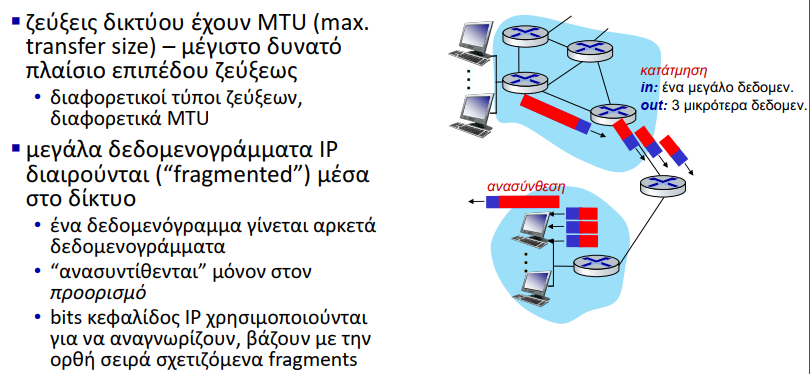 ζεύξεις δικτύου έχουν MTU (max.
transfer size) – μέγιστο δυνατό
πλαίσιο επιπέδου ζεύξεως
• διαφορετικοί τύποι ζεύξεων,
διαφορετικά MTU
μεγάλα δεδομενογράμματα IP
διαιρούνται (“fragmented”) μέσα
στο δίκτυο
• ένα δεδομενόγραμμα γίνεται αρκετά
δεδομενογράμματα
• “ανασυντίθενται” μόνον στον
προορισμό
• bits κεφαλίδος IP χρησιμοποιούνται
για να αναγνωρίζουν, βάζουν με την
ορθή σειρά σχετιζόμενα fragments
κατάτμηση
in: ένα μεγάλο δεδομεν.
out: 3 μικρότερα δεδομεν.
ανασύνθεση